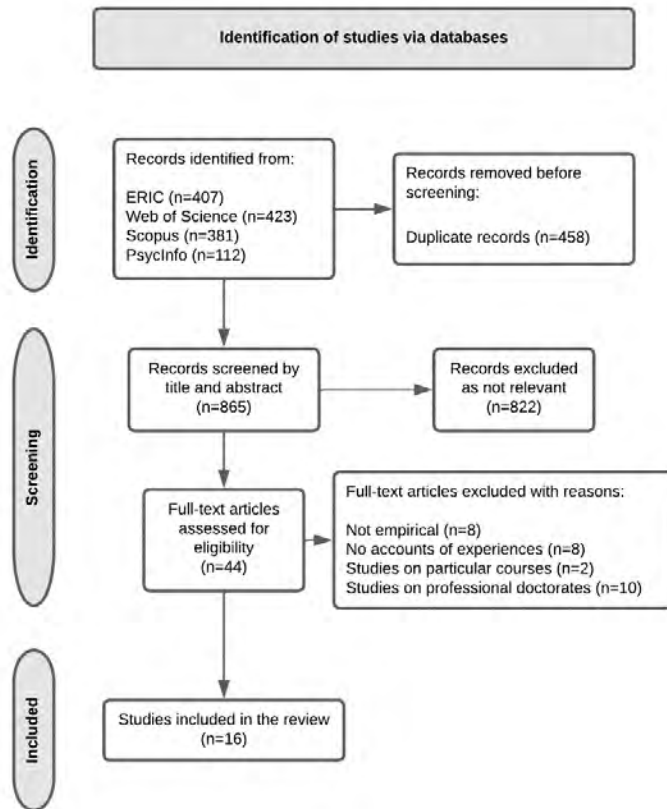 Identification of studies via databases
Identification
Records identified from:
ERIC (n=407)
Web of Science (n=423)
Scopus (n=381)
PsycInfo (n=112)
Records removed before
screening:
Duplicate records (n=458)
Screening
Records screened by
title and abstract
(n=865)
Records excluded
as not relevant
(n=822)
Full-text articles
assessed for
eligibility
(n=44)
Full-text articles excluded with reasons:
Not empirical (n=8)
No accounts of experiences (n=8)
Studies on particular courses (n=2)
Studies on professional doctorates (n=10)
Included
Studies included in the review
(n=16)